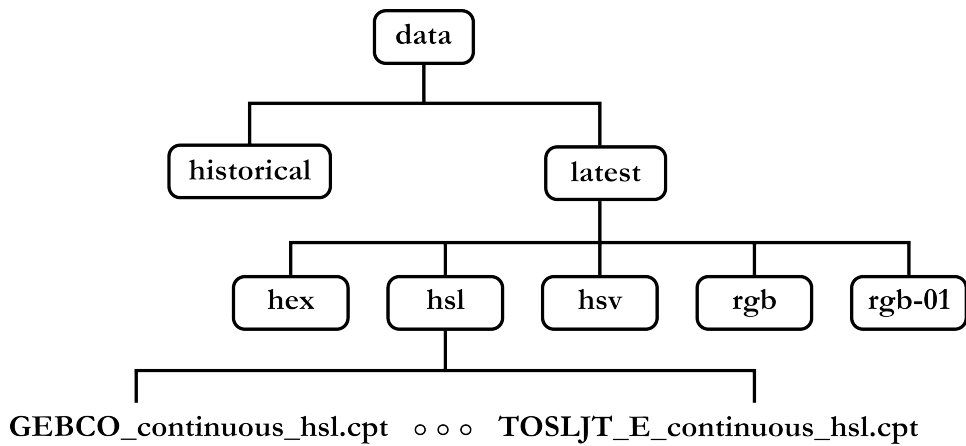 data
historical
latest
hex
hsl
hsv
rgb
rgb-01
GEBCO_continuous_hsl.cpt ○ ○ ○ TOSLJT_E_continuous_hsl.cpt